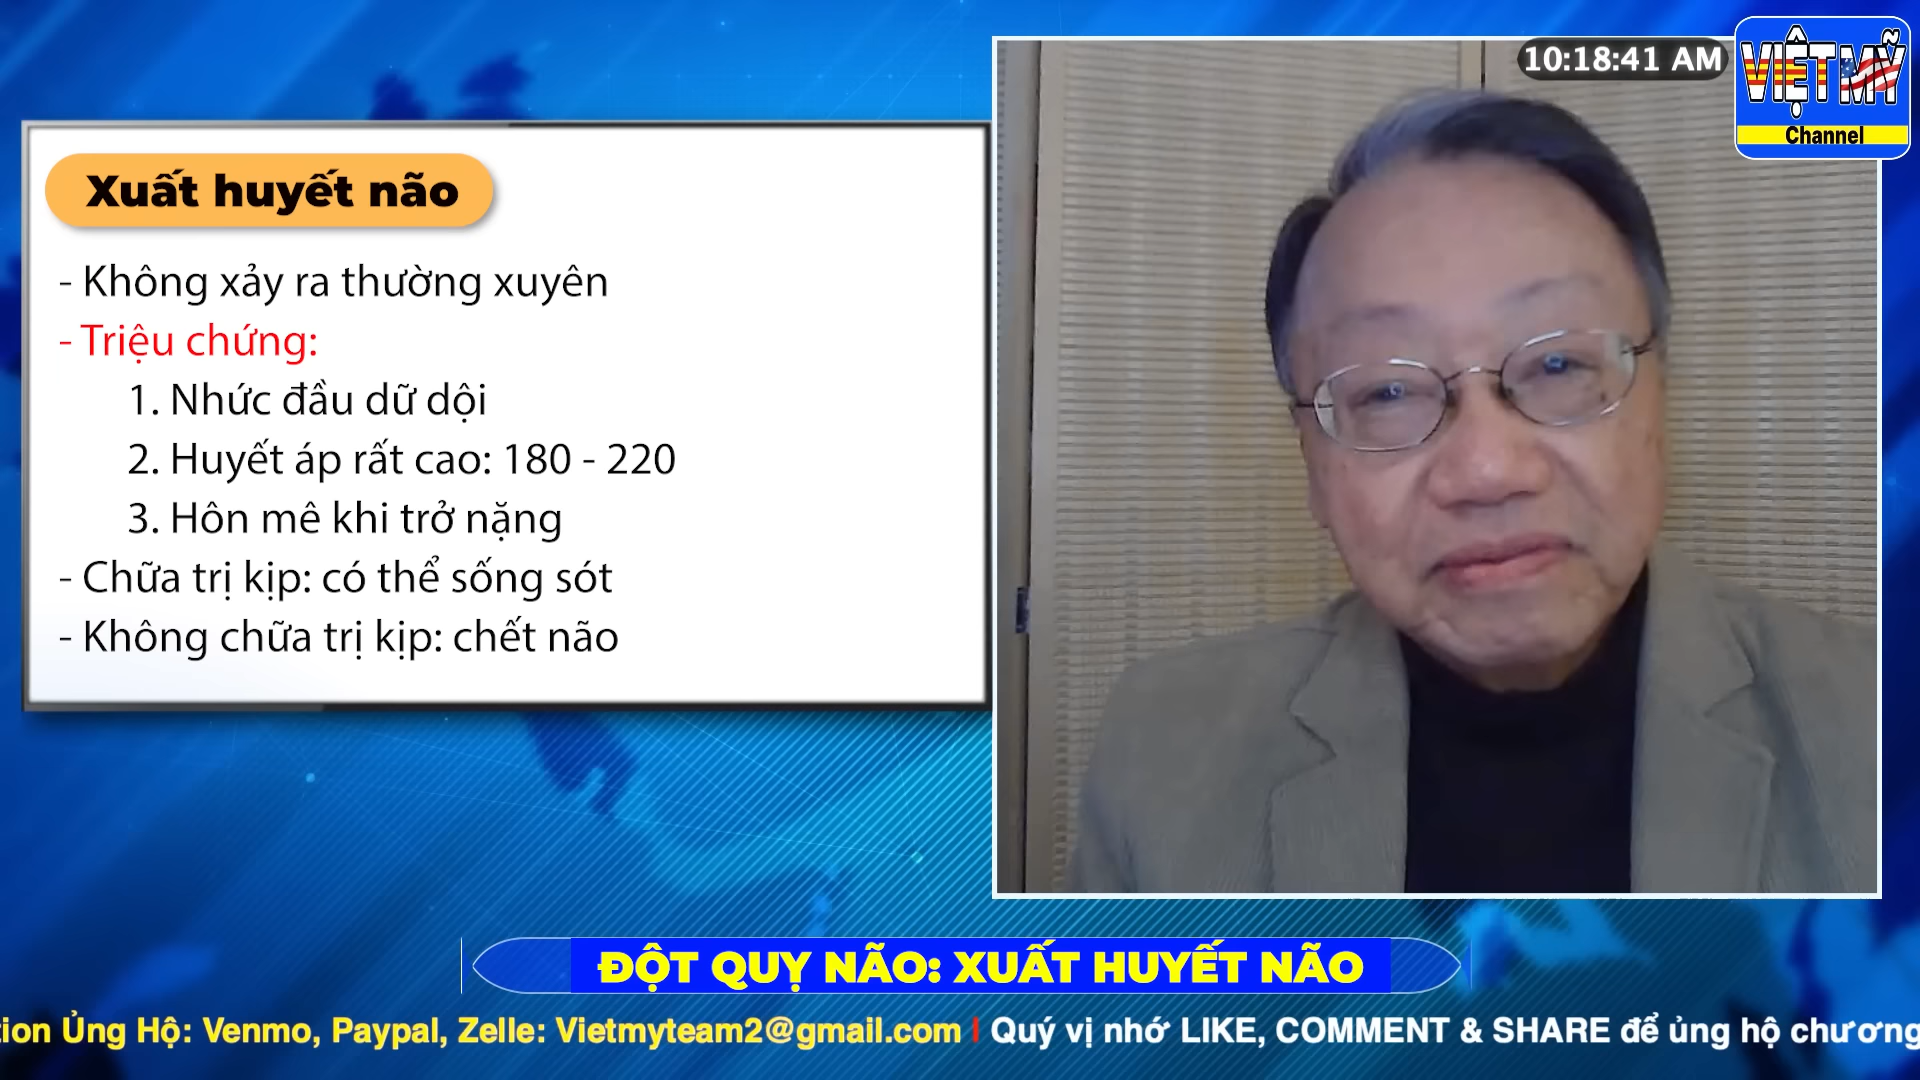 10:18:41 AM
VIỆT MỸ
Channel
Xuất huyết não
- Không xảy ra thường xuyên
- Triệu chứng:
1. Nhức đầu dữ dội
2. Huyết áp rất cao: 180 - 220
3. Hôn mê khi trở nặng
- Chữa trị kịp: có thể sống sót
- Không chữa trị kịp: chết não
ĐỘT QUỴ NÃO: XUẤT HUYẾT NÃO
tion Ủng Hộ: Venmo, Paypal, Zelle: Vietmyteam2@gmail.com | Quý vị nhớ LIKE, COMMENT & SHARE để ủng hộ chương